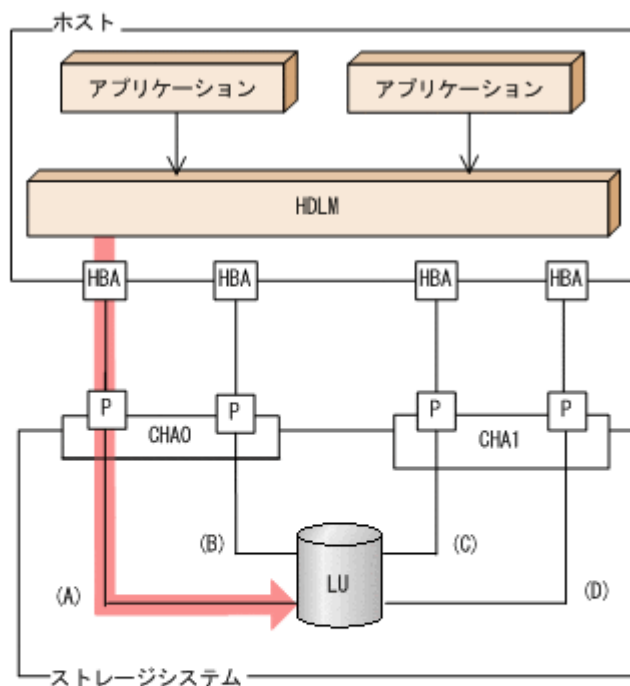 ホスト
アプリケーション
アプリケーション
HDLM
HBA
HBA
HBA
HBA
P
P
P
P
CHA0
CHA1
(B)
(C)
(A)
LU
(D)
ストレージシステム